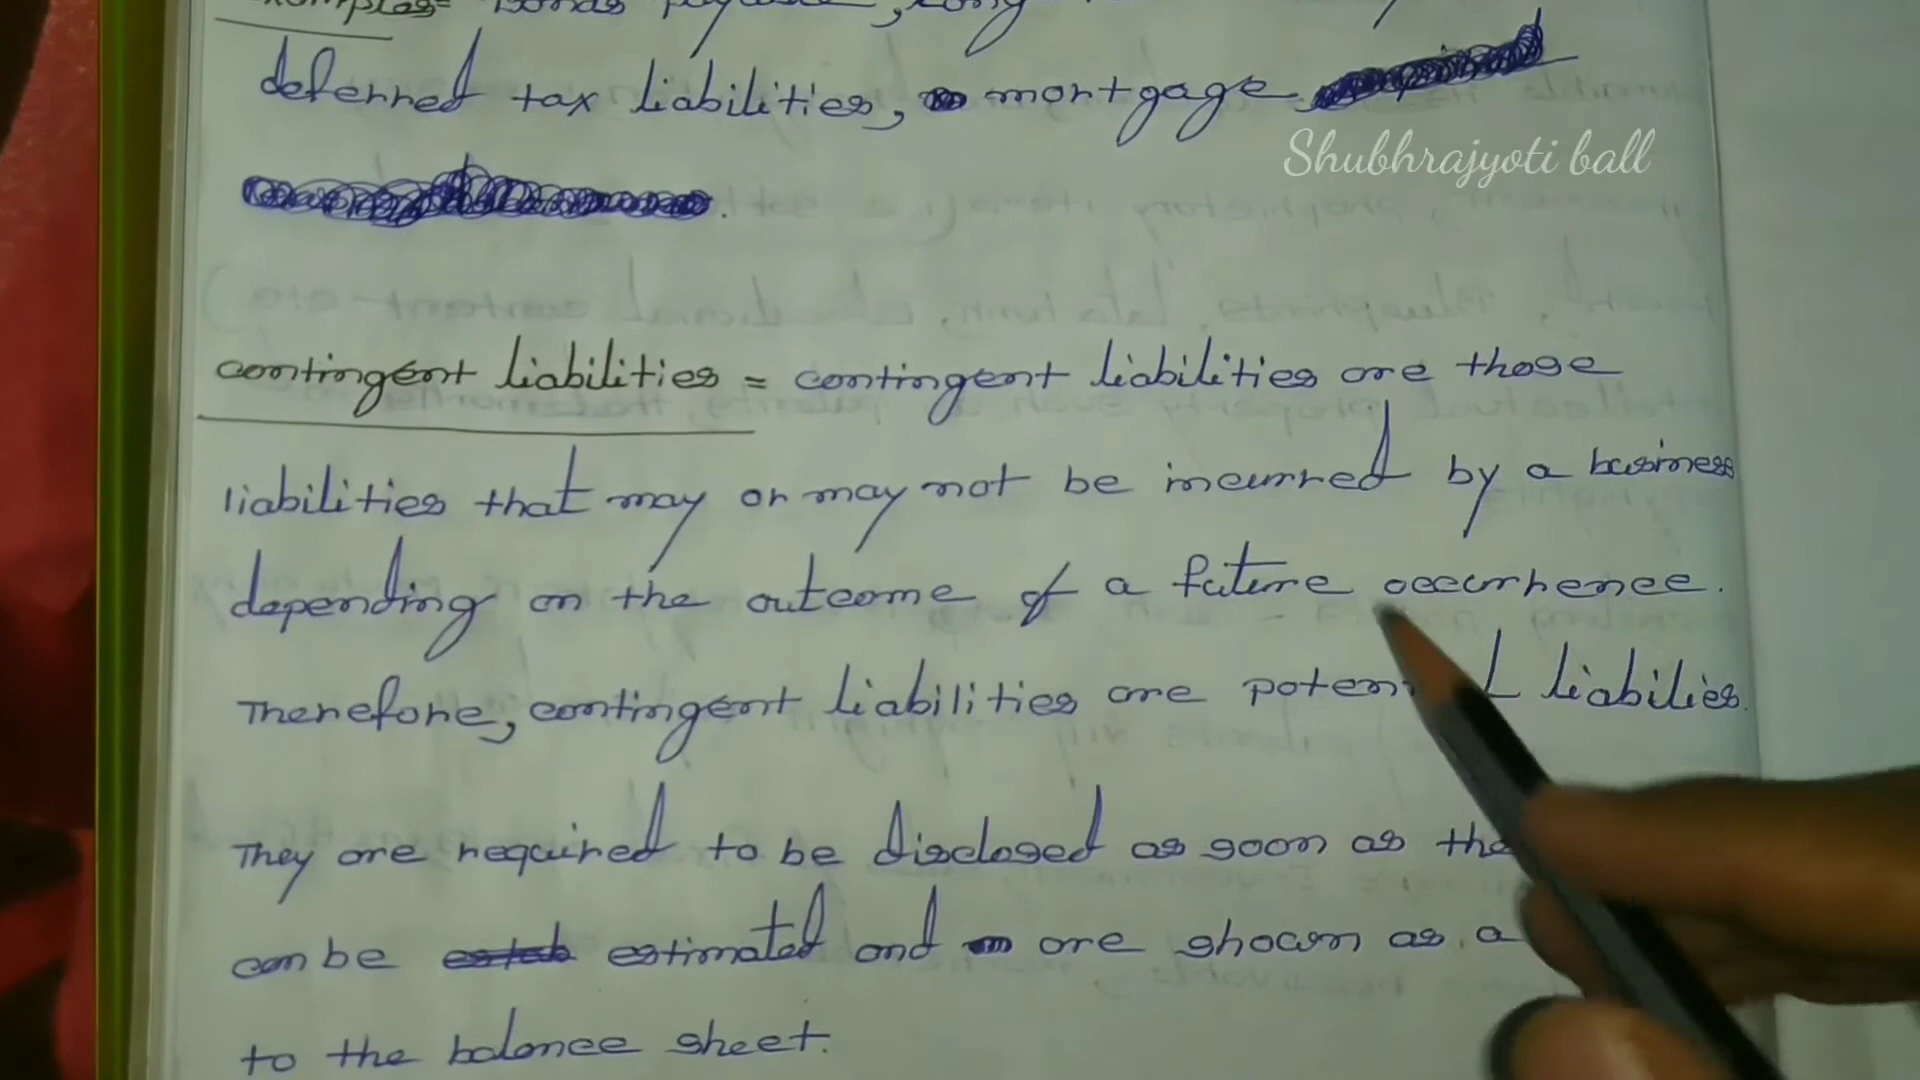 deferred tax liabilities, mortgage
Shubhrajyoti ball
contingent liabilities = contingent liabilities are those
liabilities that may or may not be incurred by a business
depending on the outcome of a future occurrence.
Therefore, contingent liabilities are potential liabilies.
They are required to be disclosed as soon as the
can be estimated and are shown as a
to the balance sheet.